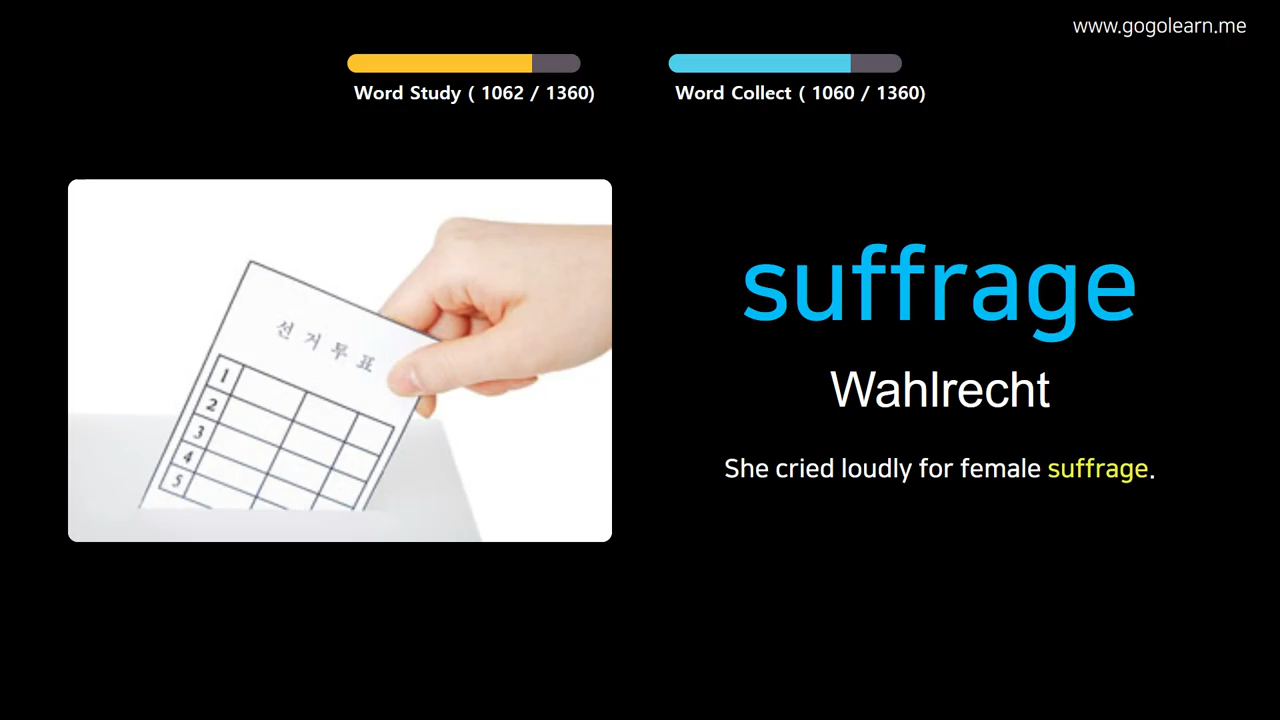 www.gogolearn.me
Word Study ( 1062 / 1360)
Word Collect ( 1060 / 1360)
선거투표
1
2
3
4
5
suffrage
Wahlrecht
She cried loudly for female suffrage.